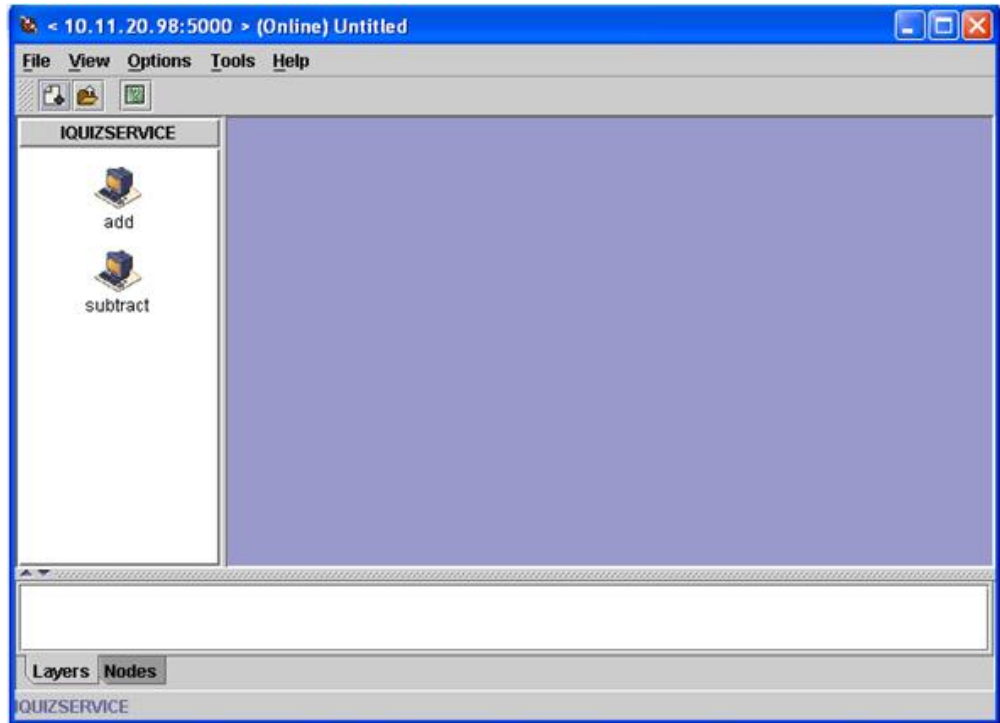 < 10.11.20.98:5000 > (Online) Untitled
File View Options Tools Help
IQUIZSERVICE
add
subtract
Layers Nodes
IQUIZSERVICE